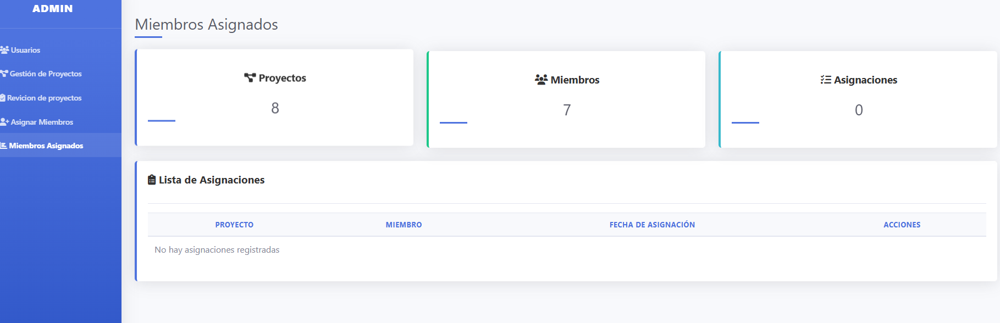 ADMIN
Usuarios
Gestión de Proyectos
Revicion de proyectos
Asignar Miembros
Miembros Asignados
Miembros Asignados
Proyectos
8
Miembros
7
Asignaciones
0
Lista de Asignaciones
PROYECTO MIEMBRO FECHA DE ASIGNACIÓN ACCIONES
No hay asignaciones registradas